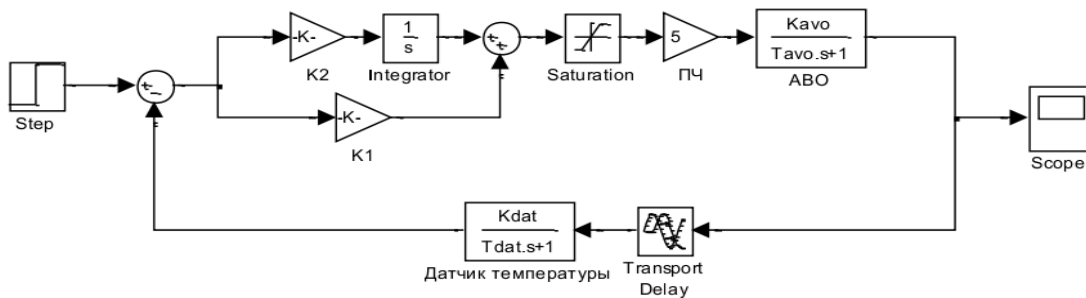 -K-
K2
1
s
Integrator
Saturation
5
ПЧ
Kavo
Tavo.s+1
АВО
Step
-K-
K1
Scope
Kdat
Tdat.s+1
Датчик температуры
Transport
Delay